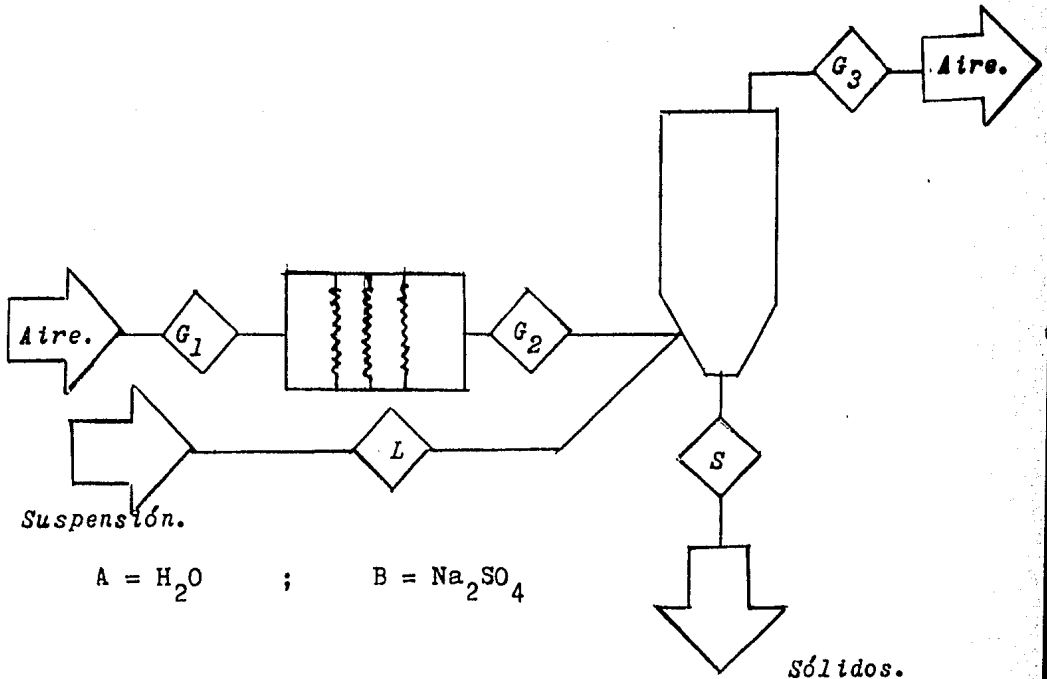 G3
Aire.
Aire.
G1
G2
L
S
Suspensión.
A = H2O ; B = Na2SO4
Sólidos.